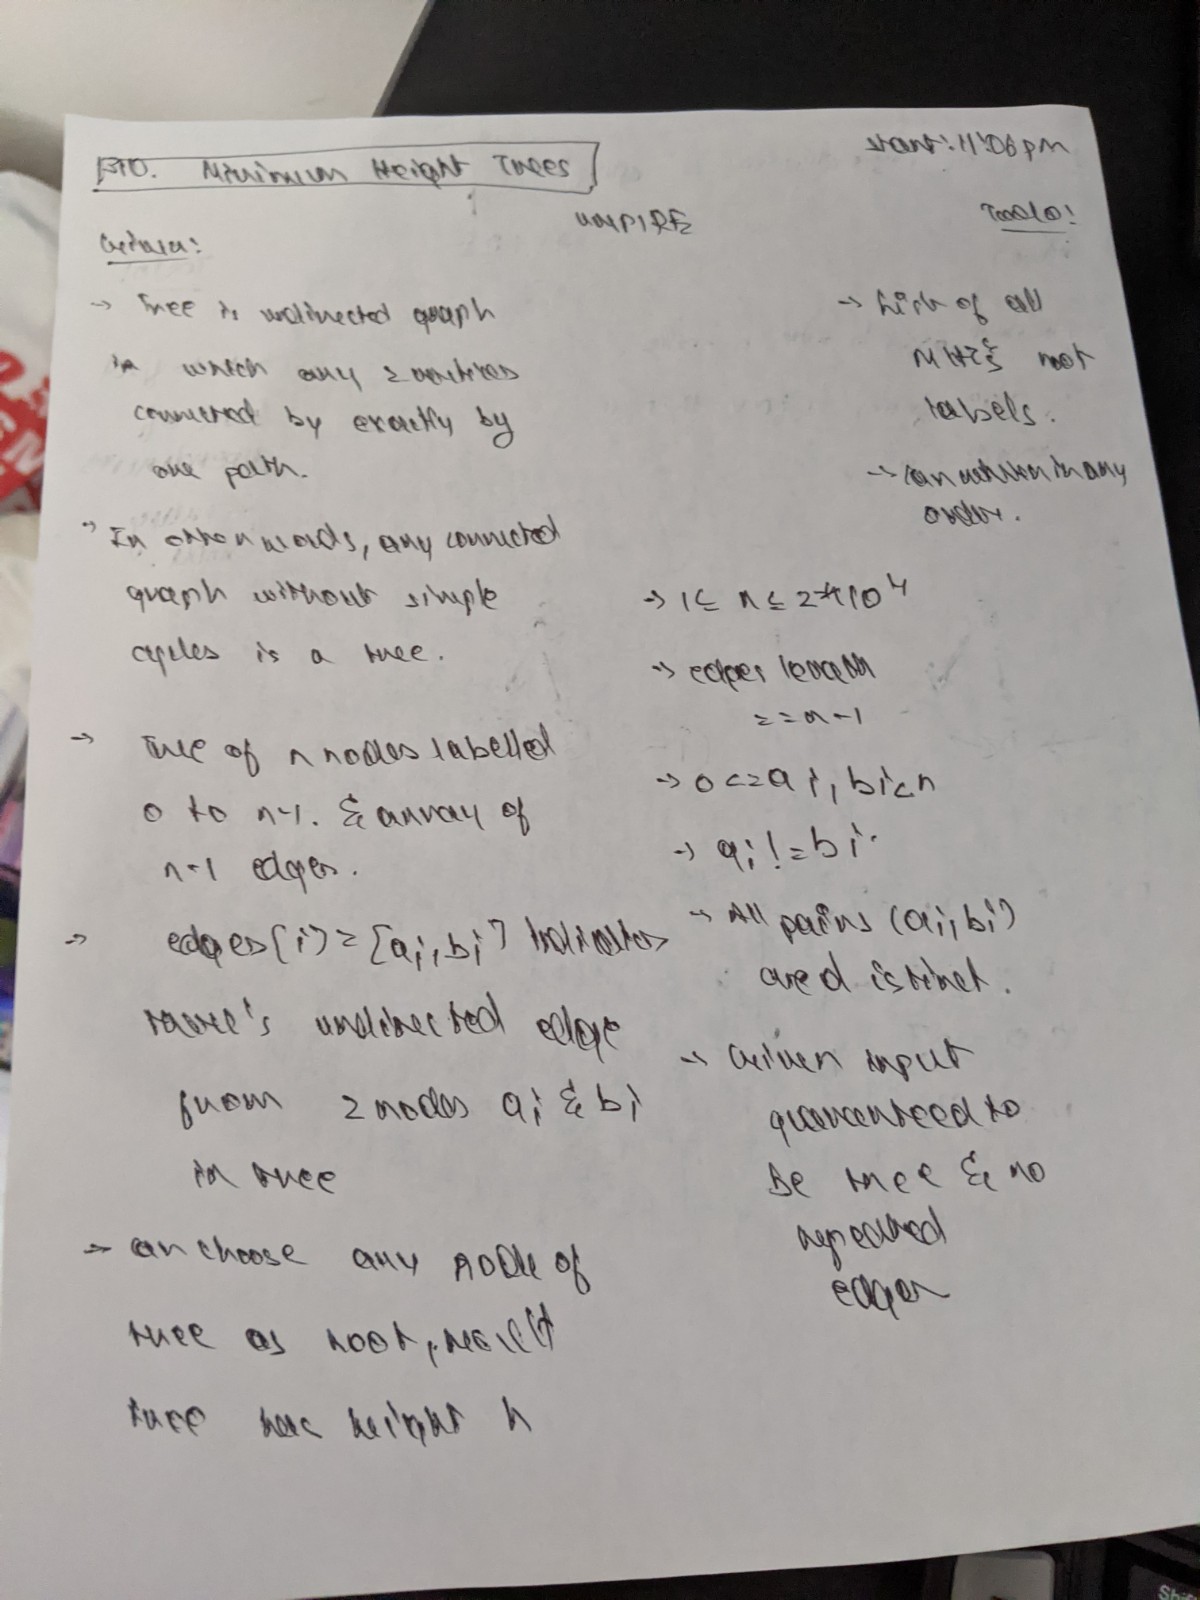 310. Minimum Height Trees
start: 11:06 pm
UMPIRE
Todo:
Given:
→ Tree is undirected graph
in which any 2 vertices
connected by exactly by
one path.
→ In other words, any connected
graph without simple
cycles is a tree.
→ Tree of n nodes labelled
0 to n-1. & array of
n-1 edges.
→ edges[i] = [ai, bi] indicates
there's undirected edge
from 2 nodes ai & bi
in tree
→ can choose any node of
tree as root, result
tree has height h
→ List of all
MHTs root
labels.
→ can return in any
order.
→ 1 ≤ n ≤ 2*10^4
→ edges length
== n-1
→ 0 <= ai, bi < n
→ ai != bi.
→ All pairs (ai, bi)
are distinct.
→ Given input
guaranteed to
be tree & no
repeated
edges
Shift